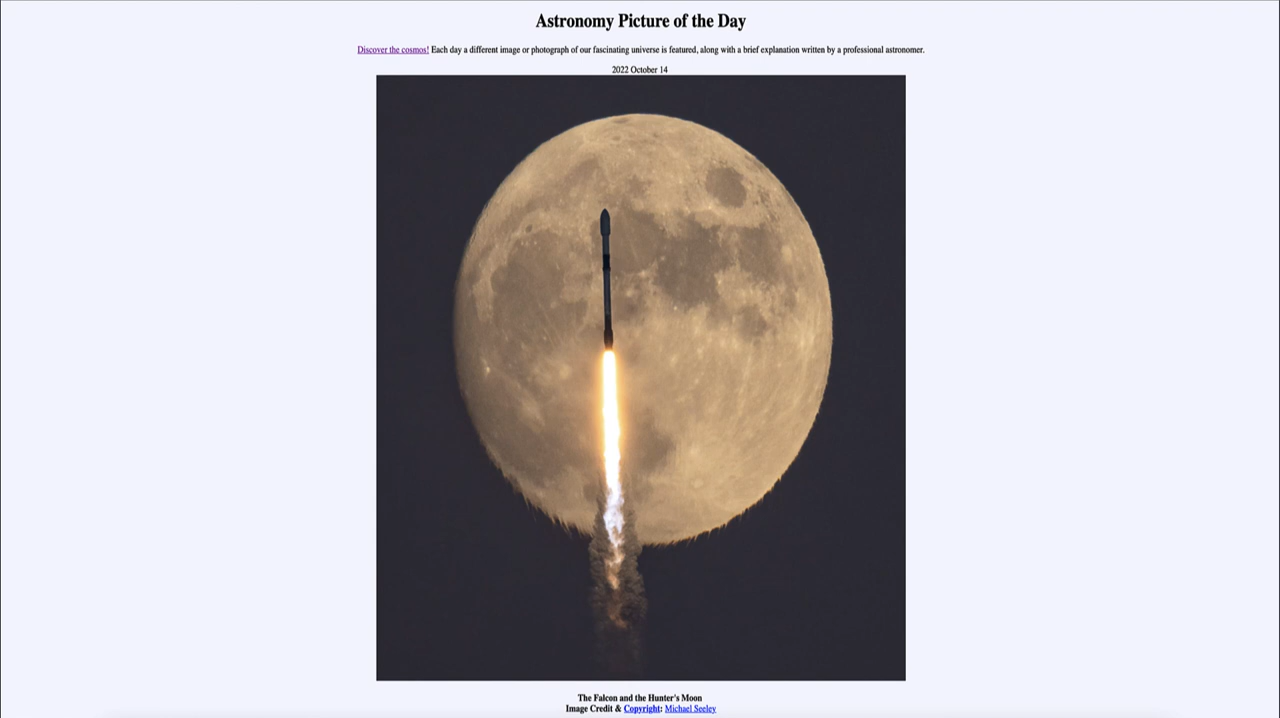 Astronomy Picture of the Day
Discover the cosmos! Each day a different image or photograph of our fascinating universe is featured, along with a brief explanation written by a professional astronomer.
2022 October 14
The Falcon and the Hunter's Moon
Image Credit & Copyright: Michael Seeley